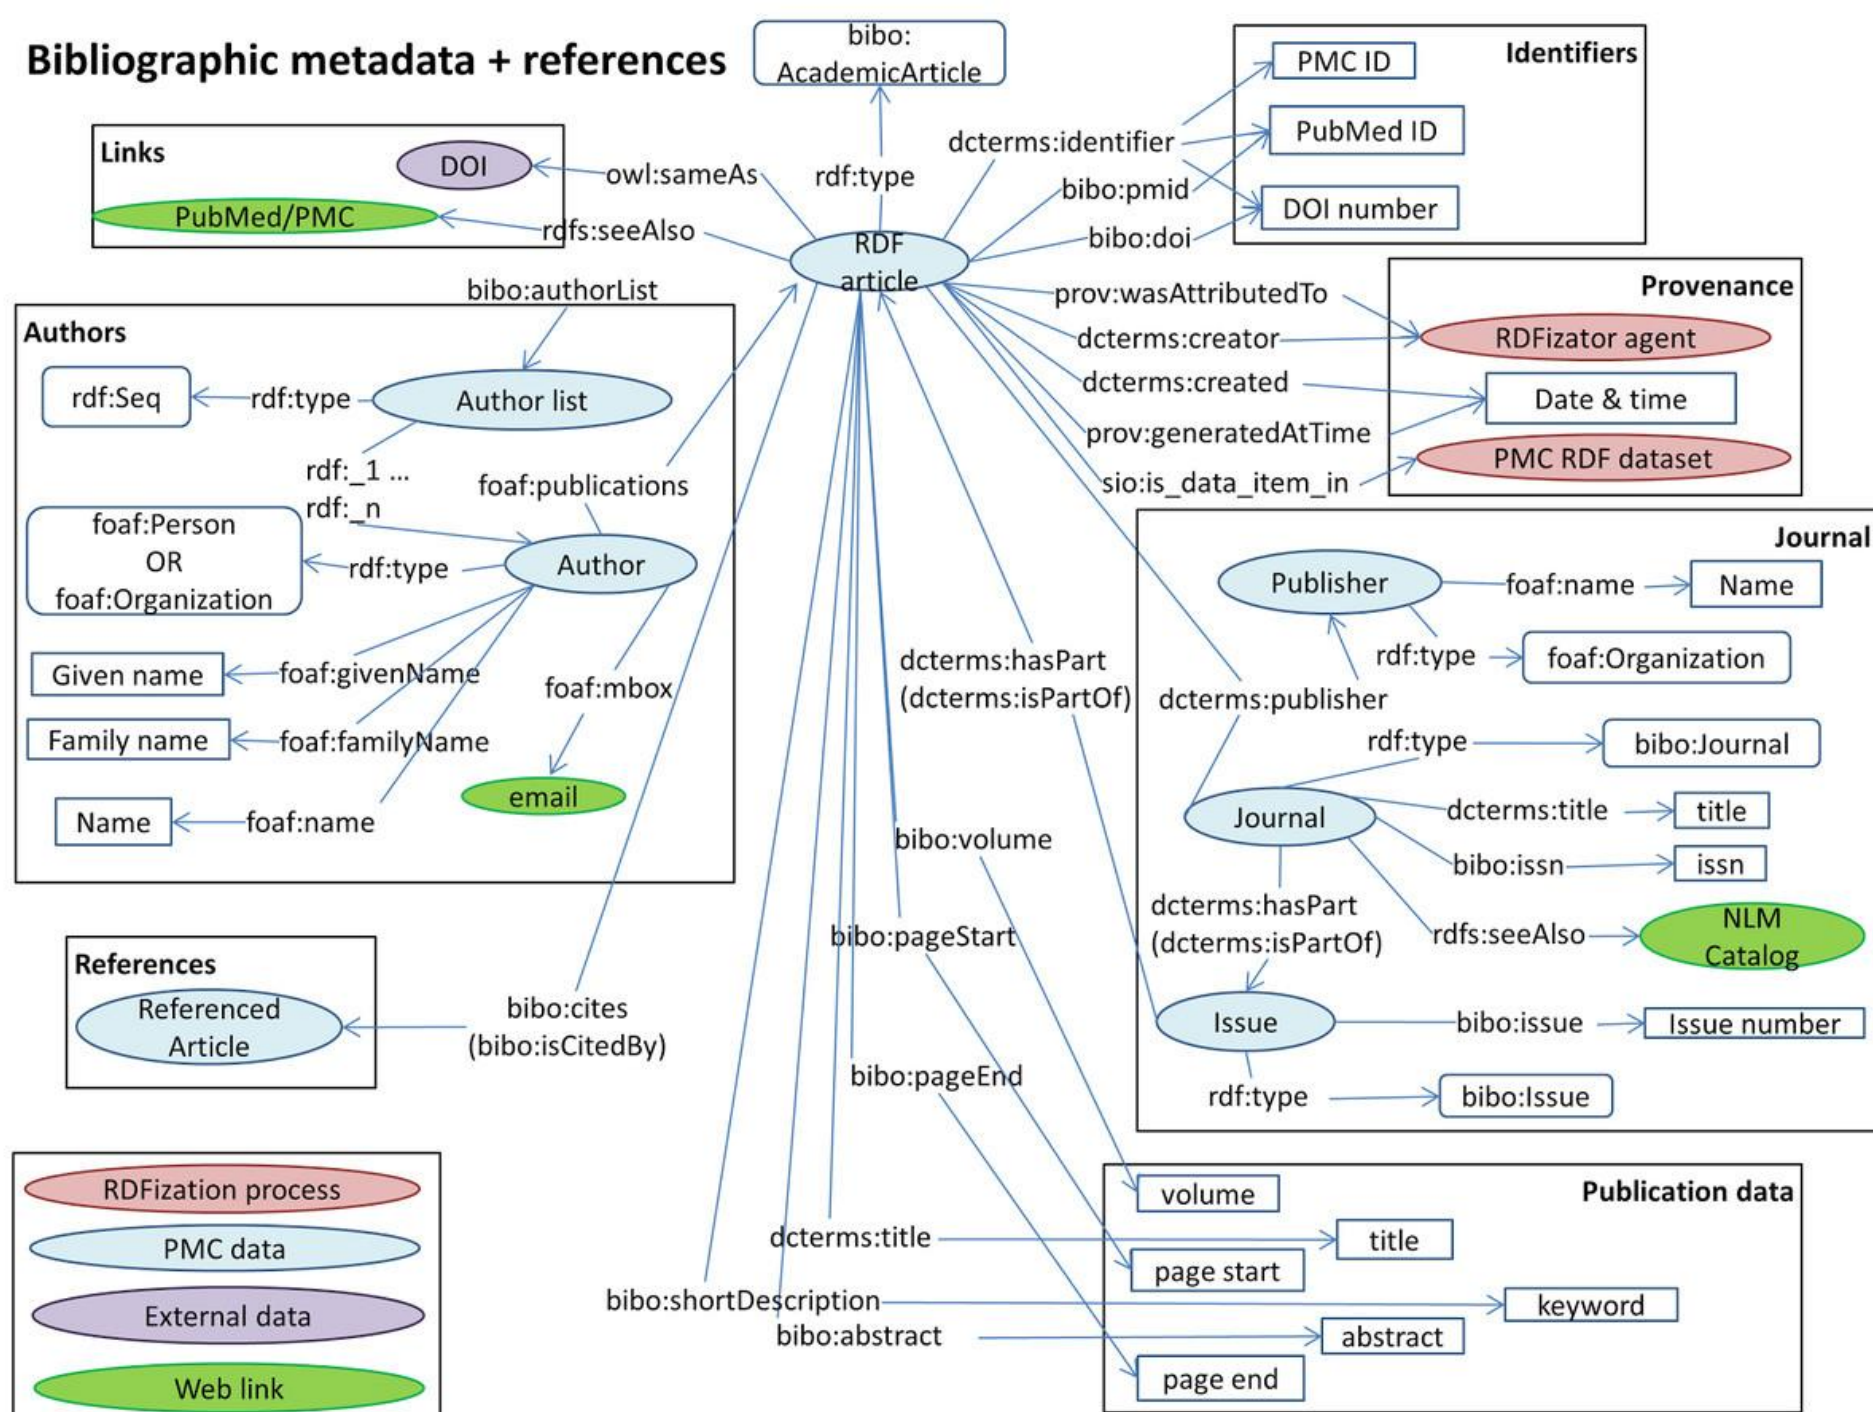 Bibliographic metadata + references
bibo:
AcademicArticle
Identifiers
PMC ID
PubMed ID
DOI number
dcterms:identifier
bibo:pmid
bibo:doi
rdf:type
Links
DOI
PubMed/PMC
owl:sameAs
rdfs:seeAlso
RDF
article
bibo:authorList
Authors
rdf:Seq
rdf:type
Author list
rdf:_1 ...
rdf:_n
foaf:publications
foaf:Person
OR
foaf:Organization
rdf:type
Author
Given name
foaf:givenName
foaf:mbox
Family name
foaf:familyName
email
Name
foaf:name
prov:wasAttributedTo
dcterms:creator
dcterms:created
prov:generatedAtTime
sio:is_data_item_in
Provenance
RDFizator agent
Date & time
PMC RDF dataset
Journal
Publisher
foaf:name
Name
rdf:type
foaf:Organization
dcterms:hasPart
(dcterms:isPartOf)
dcterms:publisher
rdf:type
bibo:Journal
Journal
dcterms:title
title
bibo:issn
issn
dcterms:hasPart
(dcterms:isPartOf)
rdfs:seeAlso
NLM
Catalog
Issue
bibo:issue
Issue number
rdf:type
bibo:Issue
References
Referenced
Article
bibo:cites
(bibo:isCitedBy)
bibo:volume
bibo:pageStart
bibo:pageEnd
dcterms:title
bibo:shortDescription
bibo:abstract
Publication data
volume
title
page start
keyword
abstract
page end
RDFization process
PMC data
External data
Web link